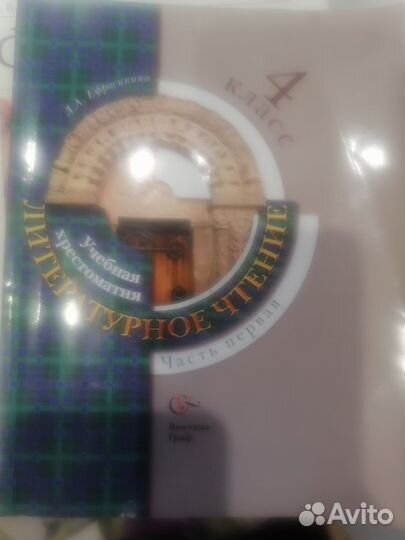 Л.А. Ефросинина
4
класс
Учебная
хрестоматия
ЛИТЕРАТУРНОЕ ЧТЕНИЕ
Часть первая
Вентана
Граф
Avito